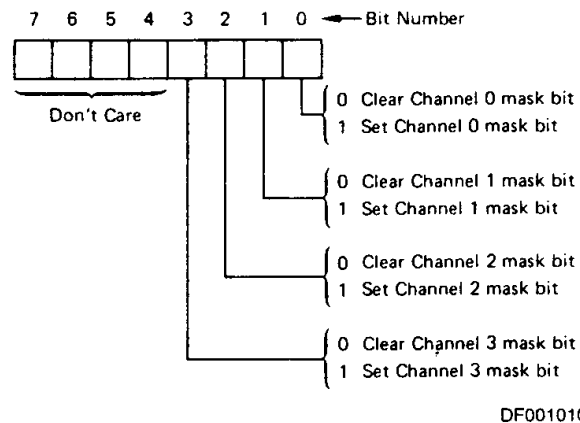 7 6 5 4 3 2 1 0 Bit Number
Don't Care
0 Clear Channel 0 mask bit
1 Set Channel 0 mask bit
0 Clear Channel 1 mask bit
1 Set Channel 1 mask bit
0 Clear Channel 2 mask bit
1 Set Channel 2 mask bit
0 Clear Channel 3 mask bit
1 Set Channel 3 mask bit
DF001010